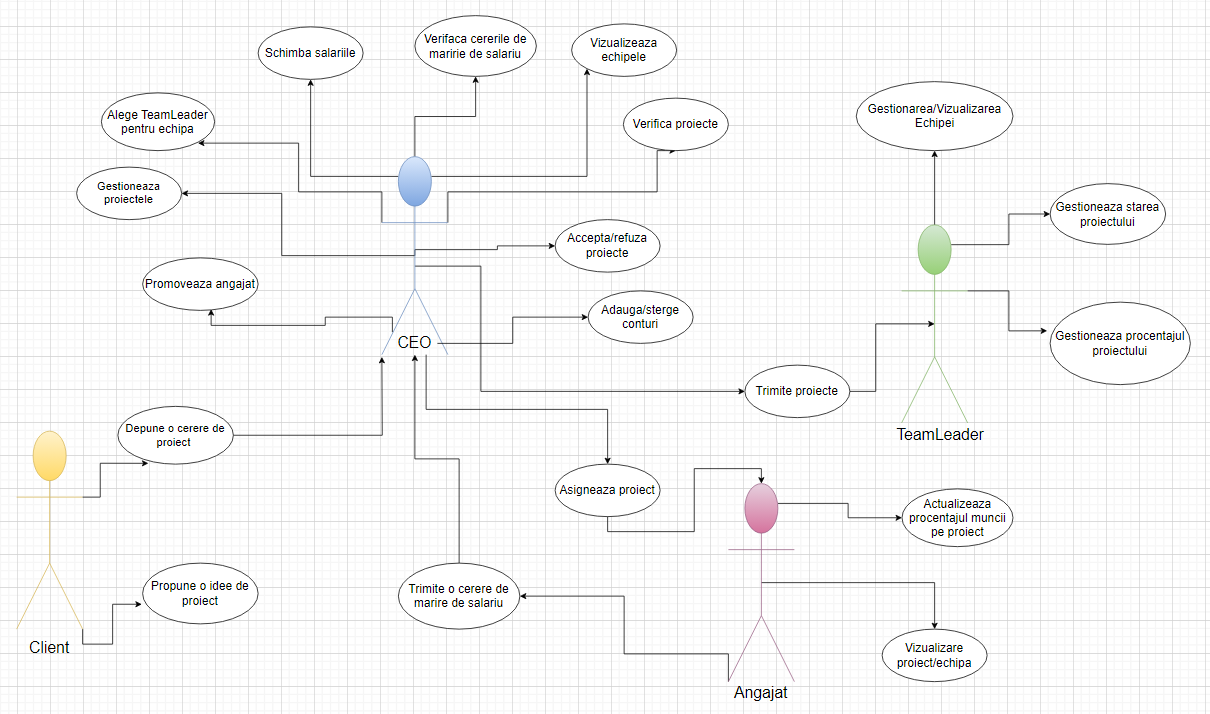 Schimba salariile
Verifaca cererile de
maririe de salariu
Vizualizeaza
echipele
Alege TeamLeader
pentru echipa
Verifica proiecte
Gestionarea/Vizualizarea
Echipei
Gestioneaza
proiectele
Gestioneaza starea
proiectului
Accepta/refuza
proiecte
Promoveaza angajat
Adauga/sterge
conturi
CEO
Gestioneaza procentajul
proiectului
Trimite proiecte
TeamLeader
Depune o cerere de
proiect
Asigneaza proiect
Actualizeaza
procentajul muncii
pe proiect
Propune o idee de
proiect
Trimite o cerere de
marire de salariu
Client
Vizualizare
proiect/echipa
Angajat